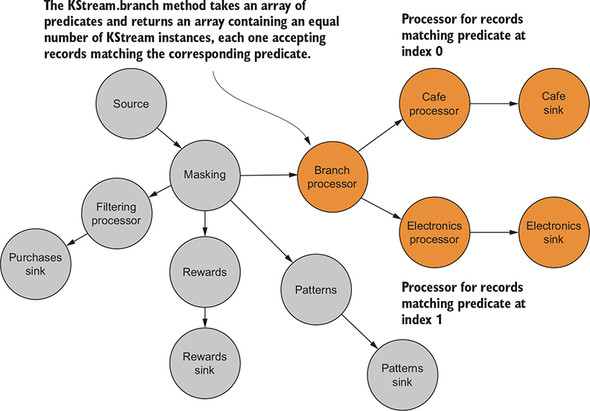 The KStream.branch method takes an array of
predicates and returns an array containing an equal
number of KStream instances, each one accepting
records matching the corresponding predicate.
Processor for records
matching predicate at
index 0
Source
Cafe
processor
Cafe
sink
Masking
Branch
processor
Filtering
processor
Electronics
processor
Electronics
sink
Purchases
sink
Rewards
Patterns
Processor for records
matching predicate at
index 1
Rewards
sink
Patterns
sink